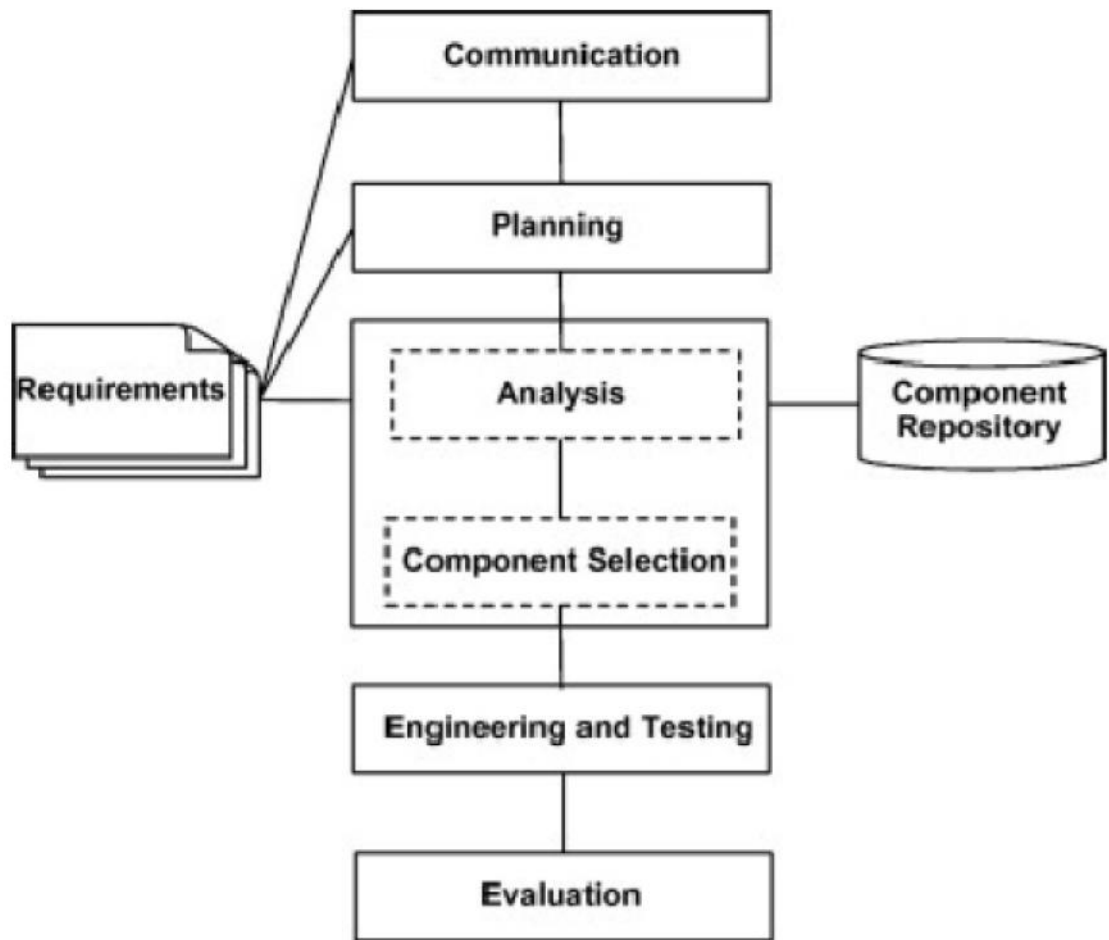 Communication
Planning
Requirements
Analysis
Component
Repository
Component Selection
Engineering and Testing
Evaluation